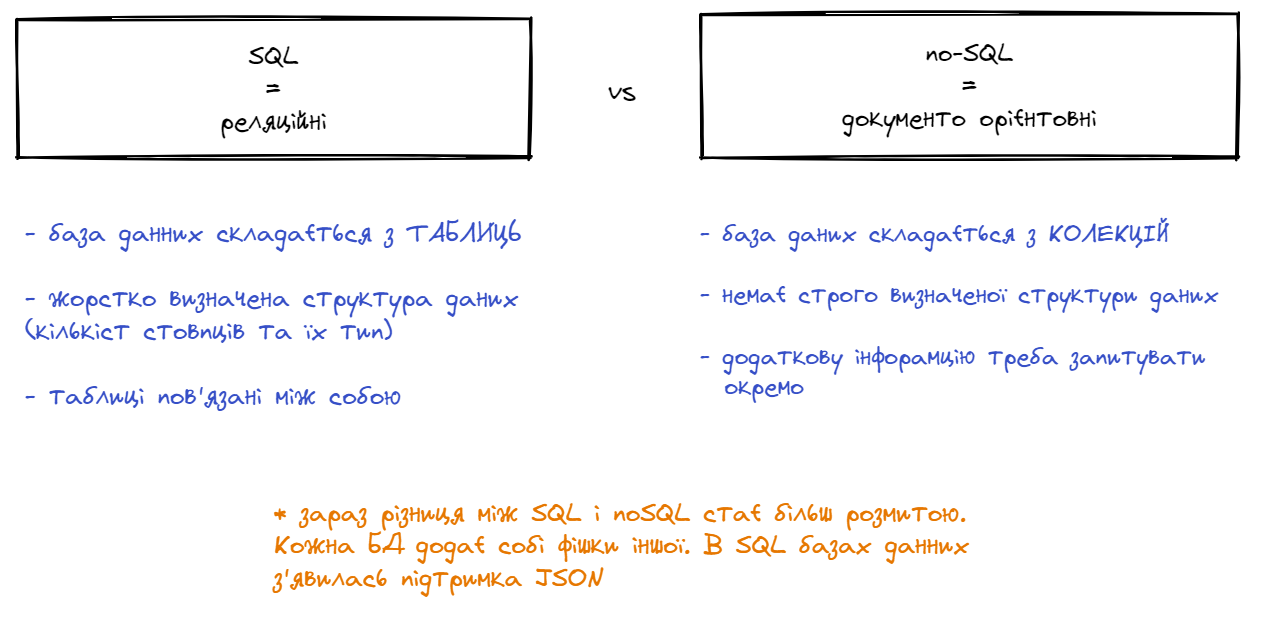 SQL
=
реляційні
vs
no-SQL
=
документо орієнтовні
- база данних складається з ТАБЛИЦЬ
- жорстко визначена структура даних
(кількіст стовпців та їх тип)
- таблиці пов'язані між собою
- база даних складається з КОЛЕКЦІЙ
- немає строго визначеної структури даних
- додаткову інфорамцію треба запитувати
окремо
* зараз різниця між SQL і noSQL стає більш розмитою.
Кожна БД додає собі фішки іншої. В SQL базах данних
з'явилась підтримка JSON